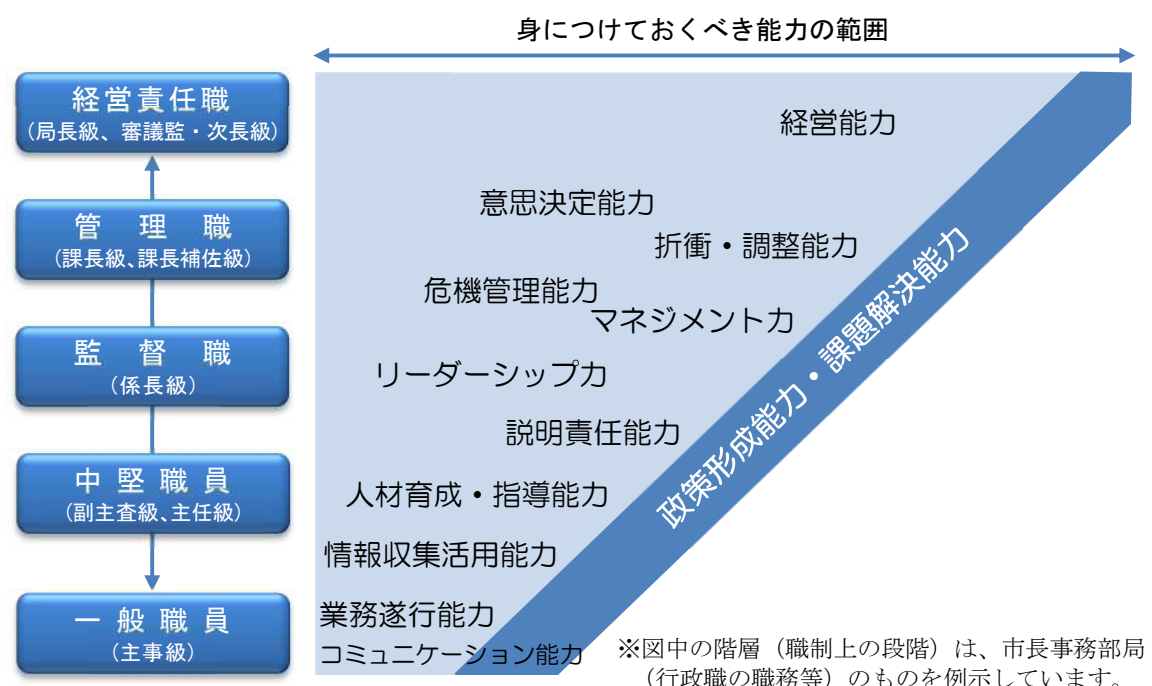 身につけておくべき能力の範囲
経営責任職
(局長級、審議監・次長級)
管理職
(課長級、課長補佐級)
監督職
(係長級)
中堅職員
(副主査級、主任級)
一般職員
(主事級)
経営能力
意思決定能力
折衝・調整能力
危機管理能力
マネジメント力
リーダーシップ力
説明責任能力
人材育成・指導能力
情報収集活用能力
業務遂行能力
コミュニケーション能力
政策形成能力・課題解決能力
※図中の階層（職制上の段階）は、市長事務部局
（行政職の職務等）のものを例示しています。